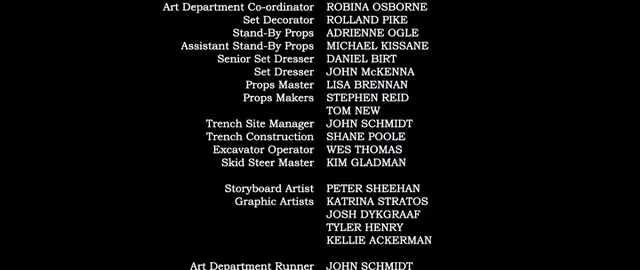 Art Department Co-ordinator ROBINA OSBORNE
Set Decorator ROLLAND PIKE
Stand-By Props ADRIENNE OGLE
Assistant Stand-By Props MICHAEL KISSANE
Senior Set Dresser DANIEL BIRT
Set Dresser JOHN McKENNA
Props Master LISA BRENNAN
Props Makers STEPHEN REID
TOM NEW
Trench Site Manager JOHN SCHMIDT
Trench Construction SHANE POOLE
Excavator Operator WES THOMAS
Skid Steer Master KIM GLADMAN
Storyboard Artist PETER SHEEHAN
Graphic Artists KATRINA STRATOS
JOSH DYKGRAAF
TYLER HENRY
KELLIE ACKERMAN
Art Department Runner JOHN SCHMIDT